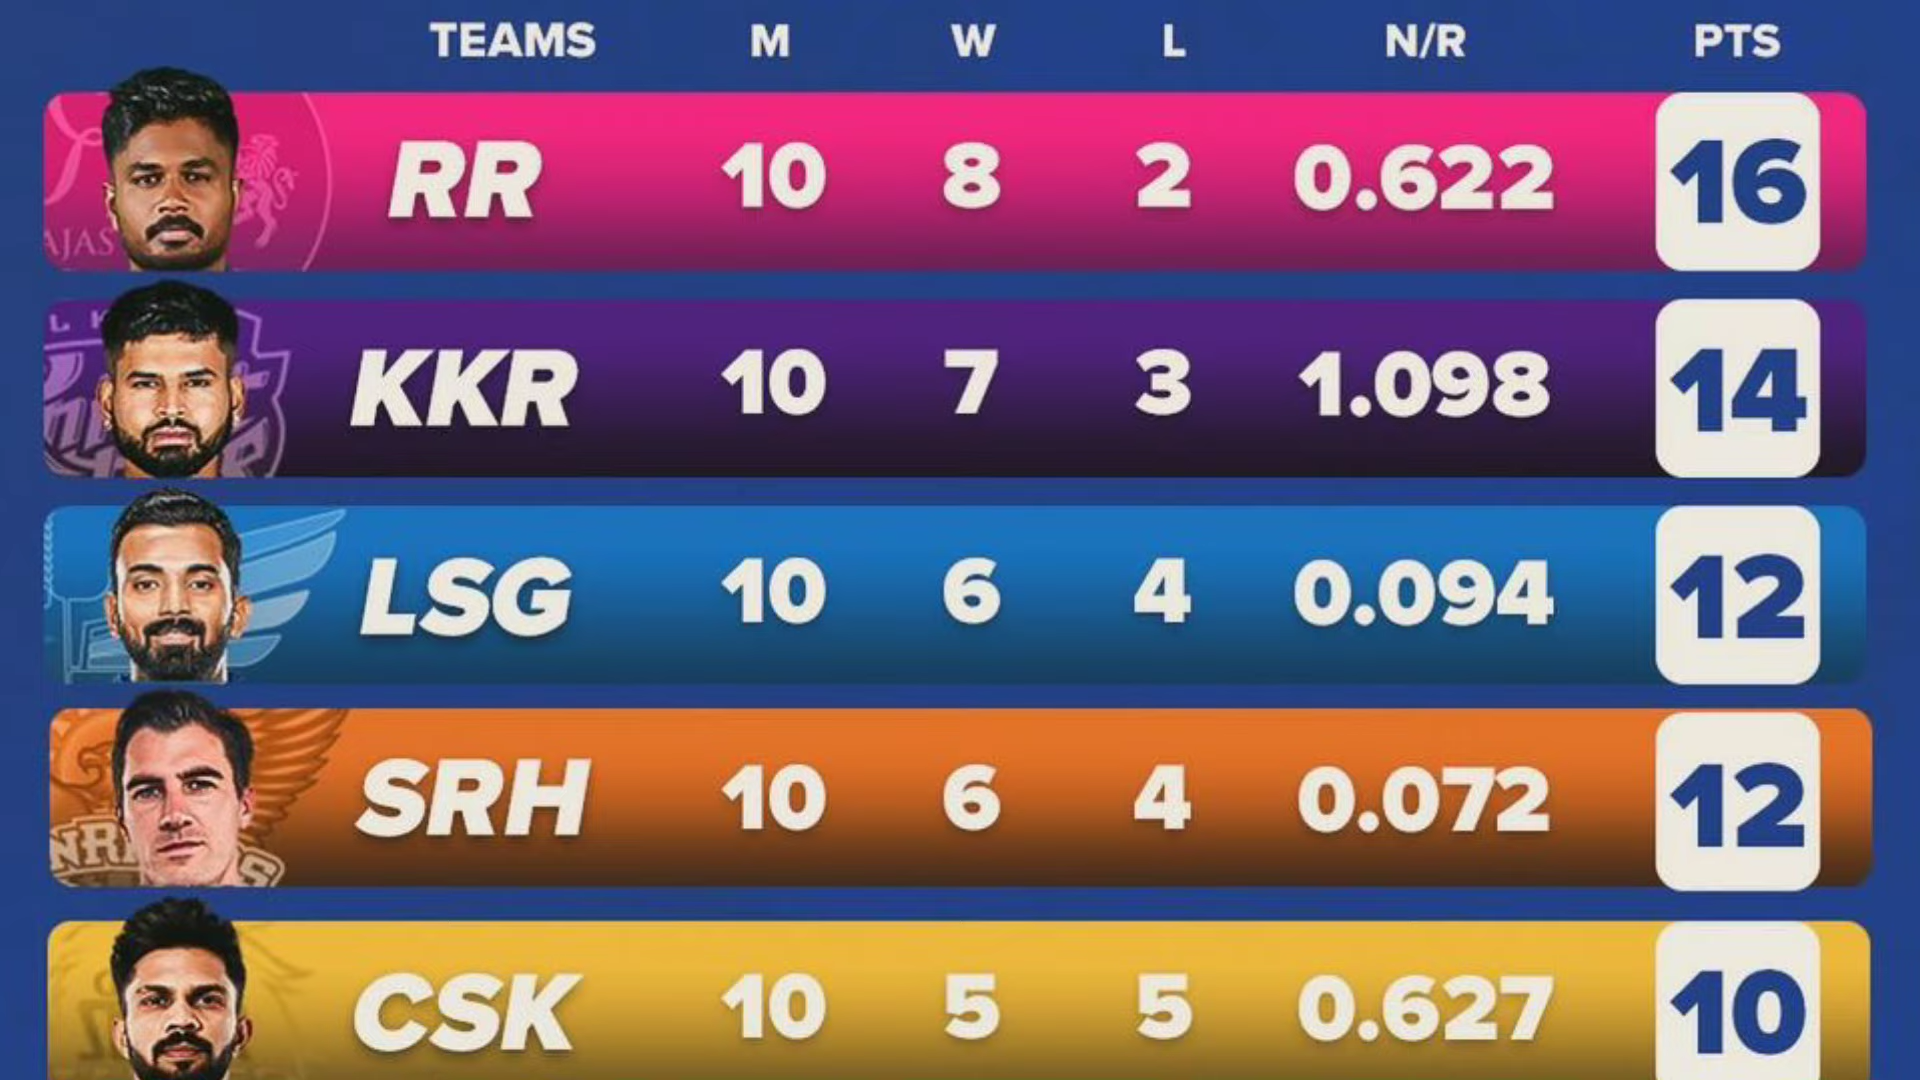 TEAMS M W L N/R PTS
AJAS
RR 10 8 2 0.622 16
KKR 10 7 3 1.098 14
LSG 10 6 4 0.094 12
SRH 10 6 4 0.072 12
CSK 10 5 5 0.627 10